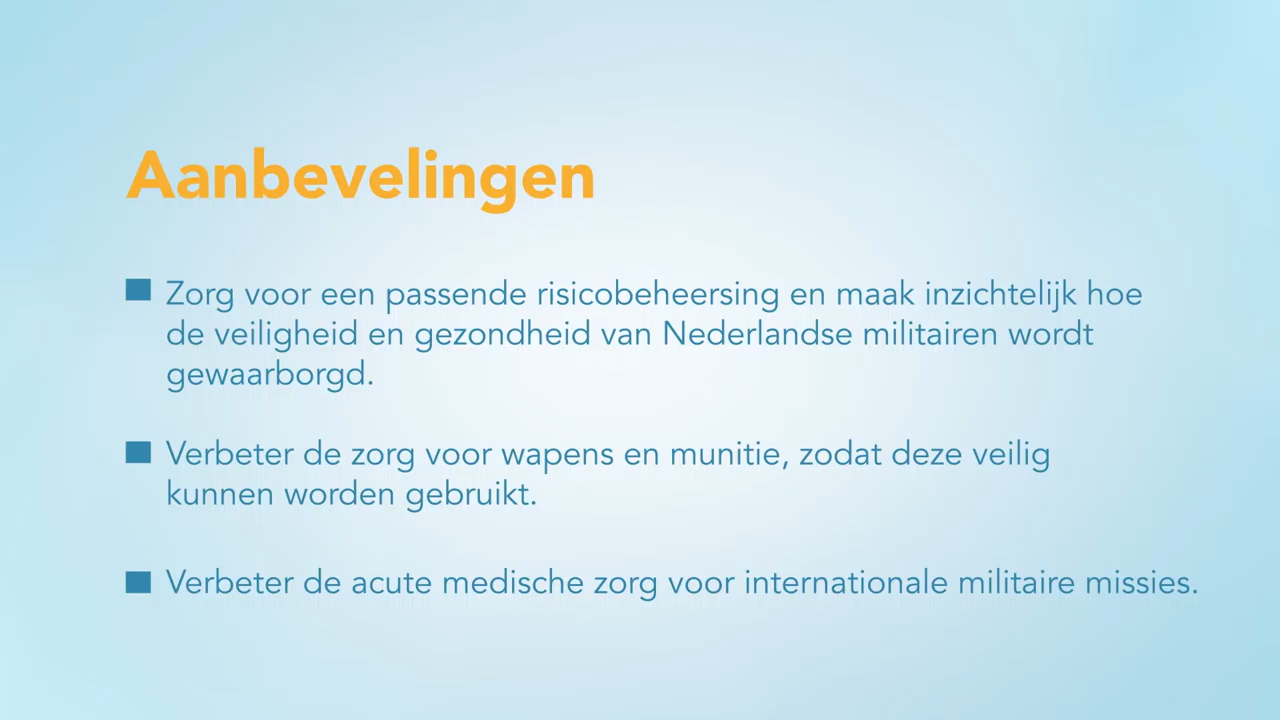 Aanbevelingen
Zorg voor een passende risicobeheersing en maak inzichtelijk hoe
de veiligheid en gezondheid van Nederlandse militairen wordt
gewaarborgd.
Verbeter de zorg voor wapens en munitie, zodat deze veilig
kunnen worden gebruikt.
Verbeter de acute medische zorg voor internationale militaire missies.